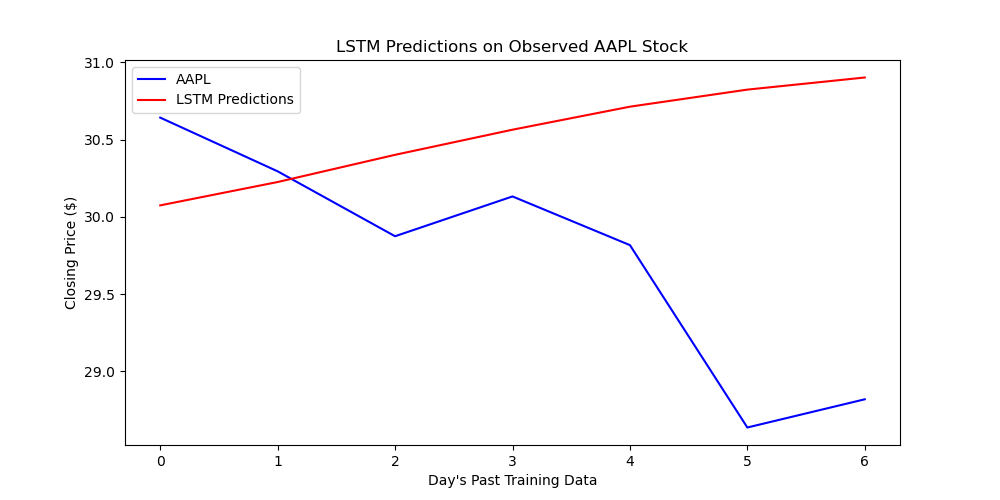 LSTM Predictions on Observed AAPL Stock
AAPL
LSTM Predictions
31.0
30.5
30.0
29.5
29.0
Closing Price ($)
0 1 2 3 4 5 6
Day's Past Training Data